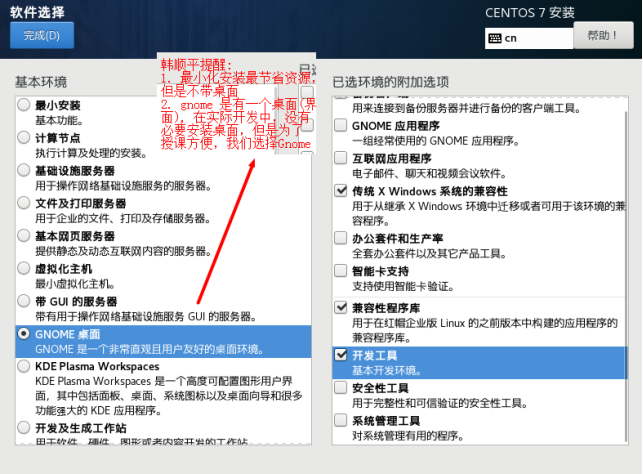 软件选择
CENTOS 7 安装
完成(D)
cn
帮助！
韩顺平提醒:
1. 最小化安装最节省资源,
但是不带桌面
2. gnome 是有一个桌面(界
面), 在实际开发中, 没有
必要安装桌面, 但是为了
授课方便, 我们选择Gnome
基本环境
最小安装
基本功能。
计算节点
执行计算及处理的安装。
基础设施服务器
用于操作网络基础设施服务的服务器。
文件及打印服务器
用于企业的文件、打印及存储服务器。
基本网页服务器
提供静态及动态互联网内容的服务器。
虚拟化主机
最小虚拟化主机。
带 GUI 的服务器
带有用于操作网络基础设施服务 GUI 的服务器。
GNOME 桌面
GNOME 是一个非常直观且用户友好的桌面环境。
KDE Plasma Workspaces
KDE Plasma Workspaces 是一个高度可配置图形用户界
面，其中包括面板、桌面、系统图标以及桌面向导和很多
功能强大的 KDE 应用程序。
开发及生成工作站
用于软件、硬件、图形或者内容开发的工作站。
已选环境的附加选项
用来连接到备份服务器并进行备份的客户端工具。
GNOME 应用程序
一组经常使用的 GNOME 应用程序。
互联网应用程序
电子邮件、聊天和视频会议软件。
传统 X Windows 系统的兼容性
用于从继承 X Windows 环境中迁移或者可用于该环境的兼
容程序。
办公套件和生产率
全套办公套件以及其它产品工具。
智能卡支持
支持使用智能卡验证。
兼容性程序库
用于在红帽企业版 Linux 的之前版本中构建的应用程序的
兼容程序库。
开发工具
基本开发环境。
安全性工具
用于完整性和可信验证的安全性工具。
系统管理工具
对系统管理有用的程序。